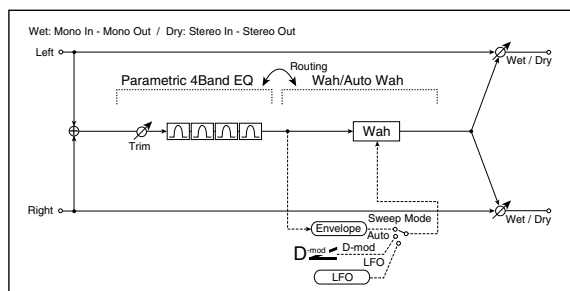 Wet: Mono In - Mono Out / Dry: Stereo In - Stereo Out
Left
Wet / Dry
Routing
Parametric 4Band EQ
Wah/Auto Wah
Trim
Wah
Right
Wet / Dry
Envelope
Sweep Mode
Auto
D-mod
D-mod
LFO
LFO